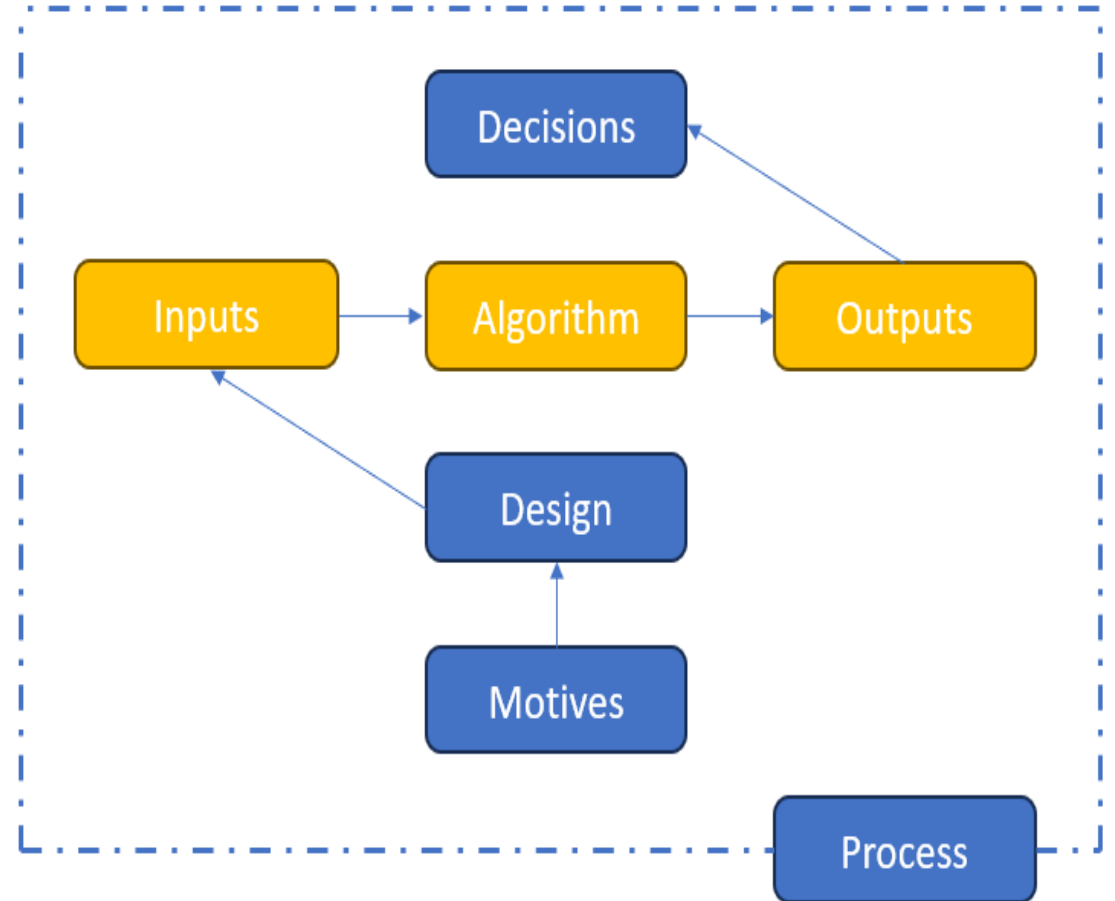 Decisions
Inputs
Algorithm
Outputs
Design
Motives
Process